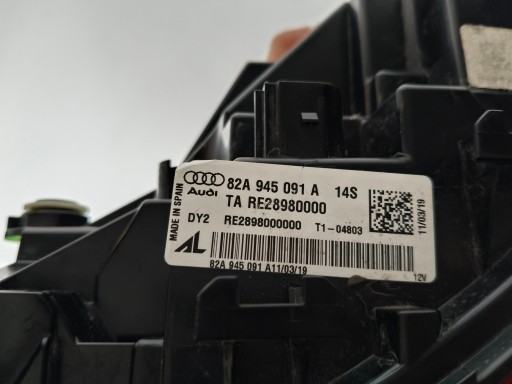 MADE IN SPAIN
Audi
82A 945 091 A 14S
TA RE28980000
DY2 RE2898000000 T1-04803
11/03/19
AL
82A 945 091 A11/03/19
12V